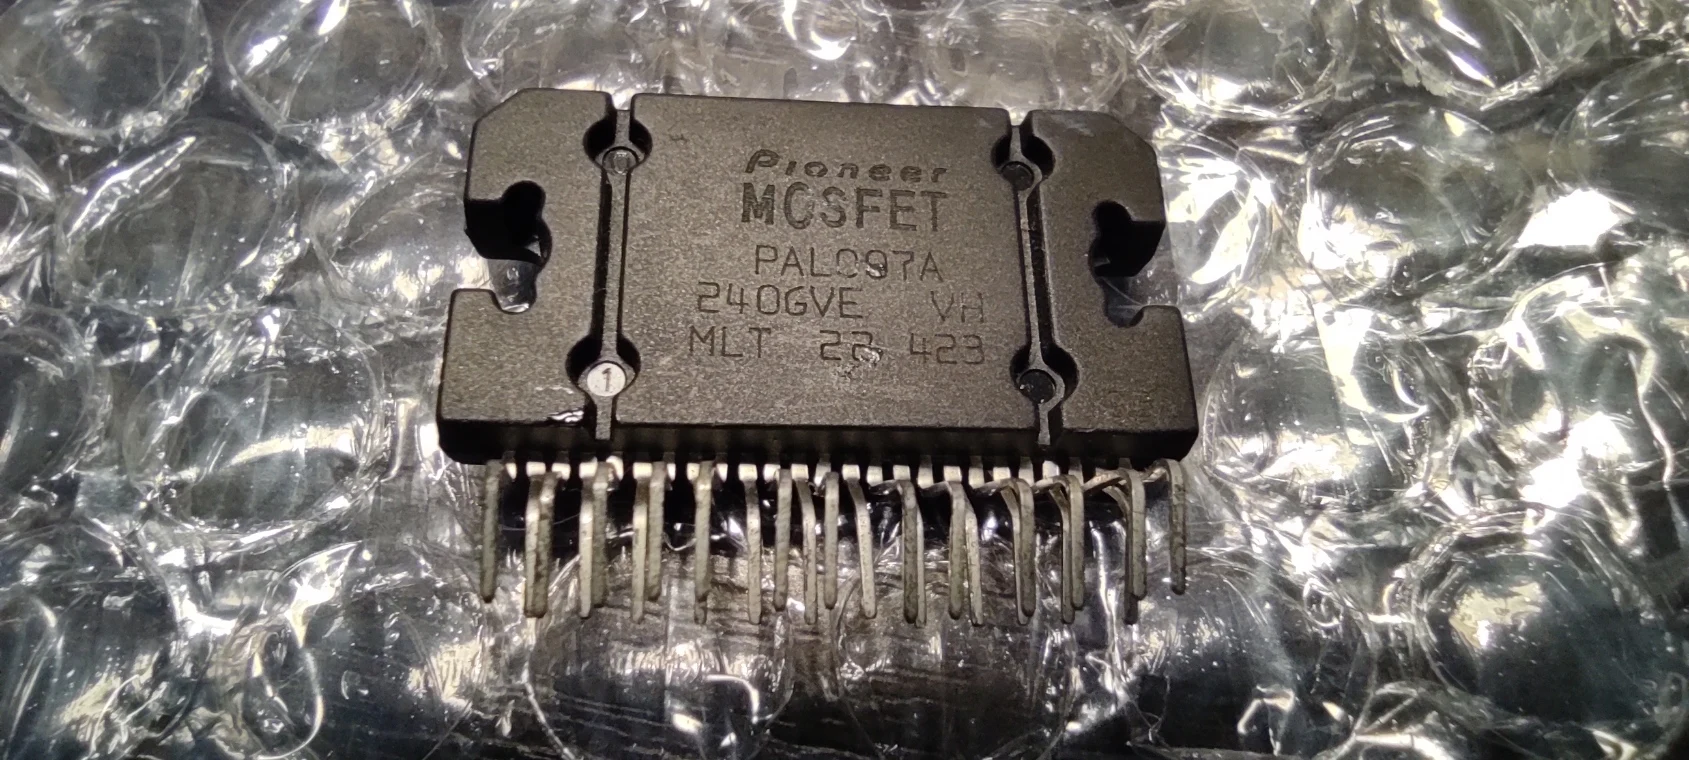 Pioneer
MOSFET
PAL097A
240GVE VH
MLT 22 423
1